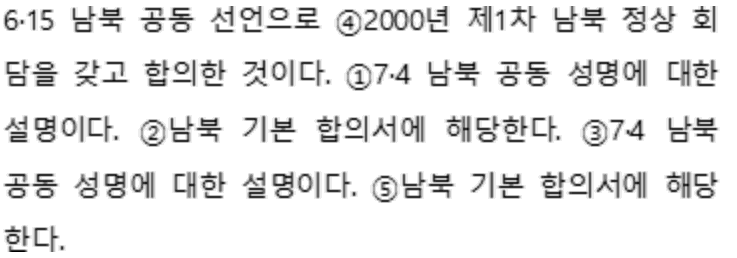 6·15 남북 공동 선언으로 ④2000년 제1차 남북 정상 회
담을 갖고 합의한 것이다. ①7·4 남북 공동 성명에 대한
설명이다. ②남북 기본 합의서에 해당한다. ③7·4 남북
공동 성명에 대한 설명이다. ⑤남북 기본 합의서에 해당
한다.